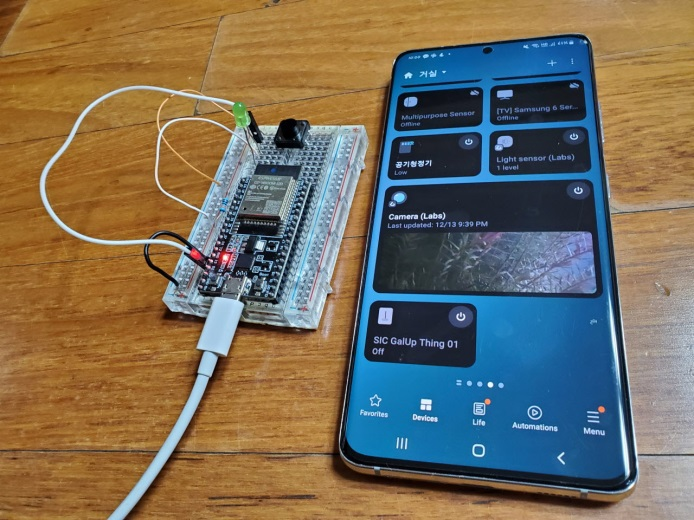 거실
Multipurpose Sensor
Offline
[TV] Samsung 6 Ser...
Offline
공기청정기
Low
Light sensor (Labs)
1 level
Camera (Labs)
Last updated: 12/13 9:39 PM
SIC GalUp Thing 01
Off
Favorites
Devices
Life
Automations
Menu